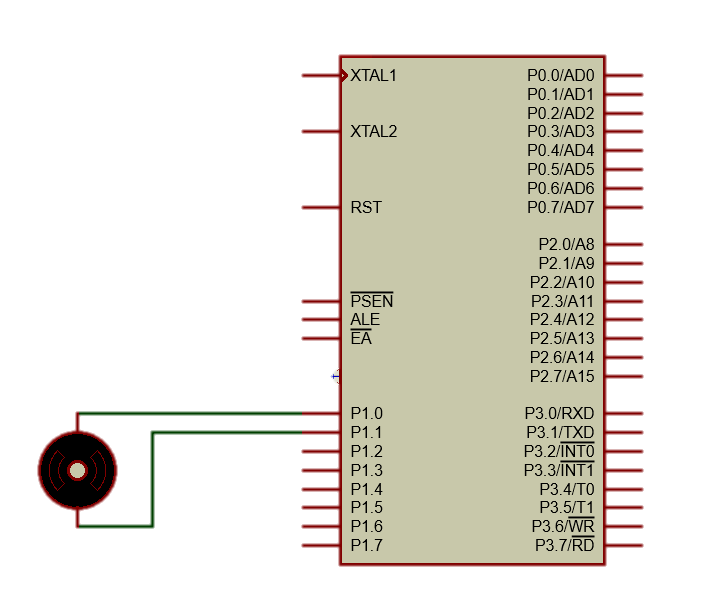 XTAL1
XTAL2
RST
PSEN
ALE
EA
P1.0
P1.1
P1.2
P1.3
P1.4
P1.5
P1.6
P1.7
P0.0/AD0
P0.1/AD1
P0.2/AD2
P0.3/AD3
P0.4/AD4
P0.5/AD5
P0.6/AD6
P0.7/AD7
P2.0/A8
P2.1/A9
P2.2/A10
P2.3/A11
P2.4/A12
P2.5/A13
P2.6/A14
P2.7/A15
P3.0/RXD
P3.1/TXD
P3.2/INT0
P3.3/INT1
P3.4/T0
P3.5/T1
P3.6/WR
P3.7/RD